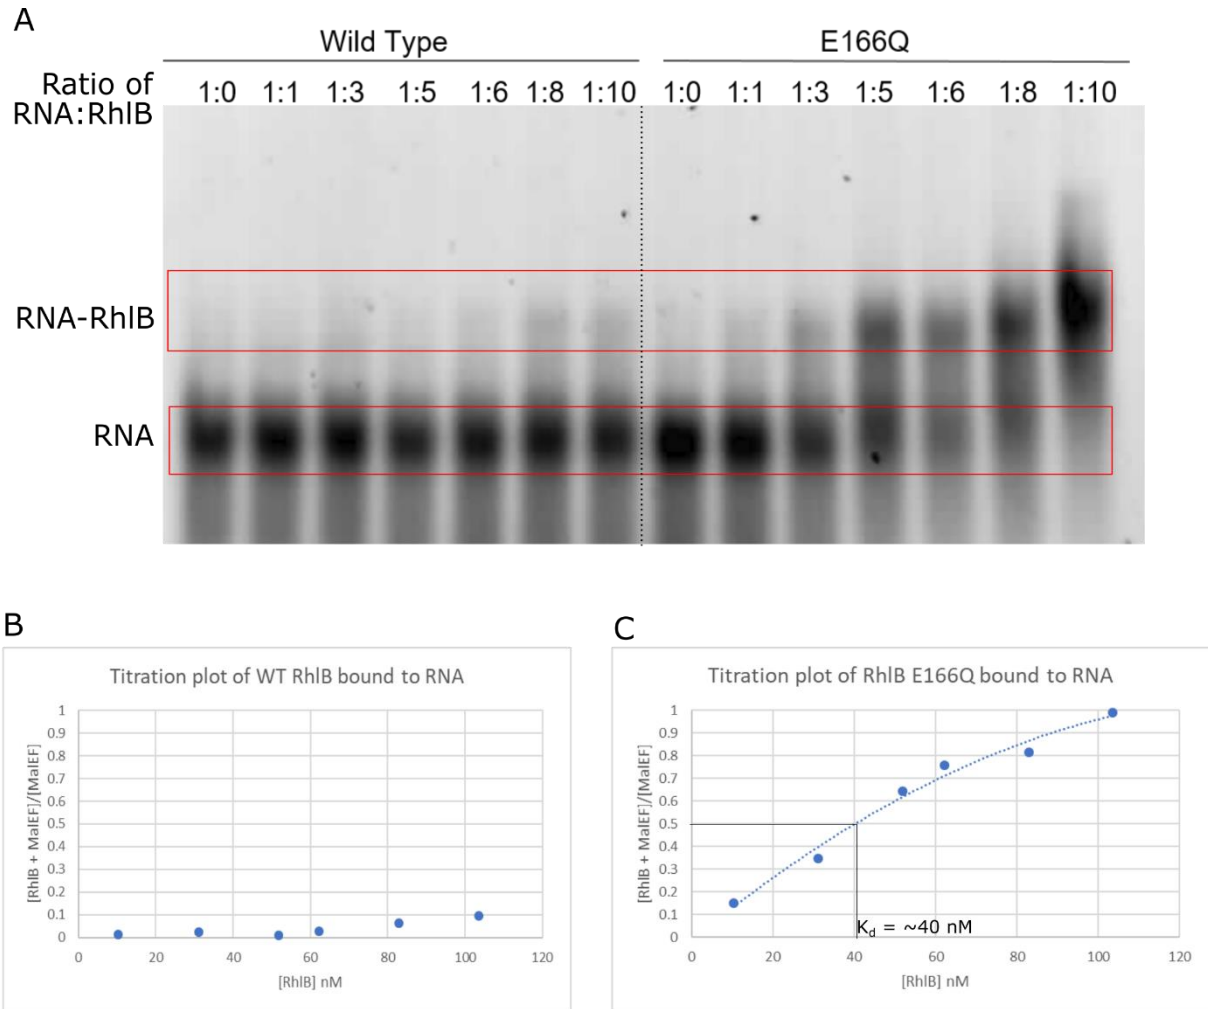 A
Wild Type E166Q
Ratio of
RNA:RhlB
1:0 1:1 1:3 1:5 1:6 1:8 1:10 1:0 1:1 1:3 1:5 1:6 1:8 1:10
RNA-RhlB
RNA
B
Titration plot of WT RhlB bound to RNA
[RhlB + MalEF]/[MalEF]
1
0.9
0.8
0.7
0.6
0.5
0.4
0.3
0.2
0.1
0
0 20 40 60 80 100 120
[RhlB] nM
C
Titration plot of RhlB E166Q bound to RNA
[RhlB + MalEF]/[MalEF]
1
0.9
0.8
0.7
0.6
0.5
0.4
0.3
0.2
0.1
0
Kd = ~40 nM
0 20 40 60 80 100 120
[RhlB] nM